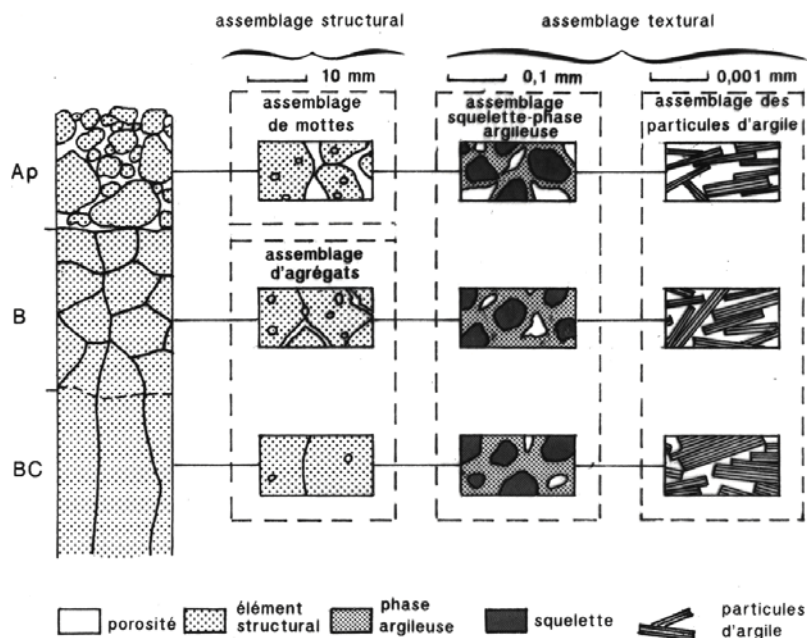 assemblage structural
assemblage textural
10 mm
0,1 mm
0,001 mm
assemblage
de mottes
assemblage
squelette-phase
argileuse
assemblage des
particules d'argile
Ap
assemblage
d'agrégats
B
BC
porosité
élément
structural
phase
argileuse
squelette
particules
d'argile